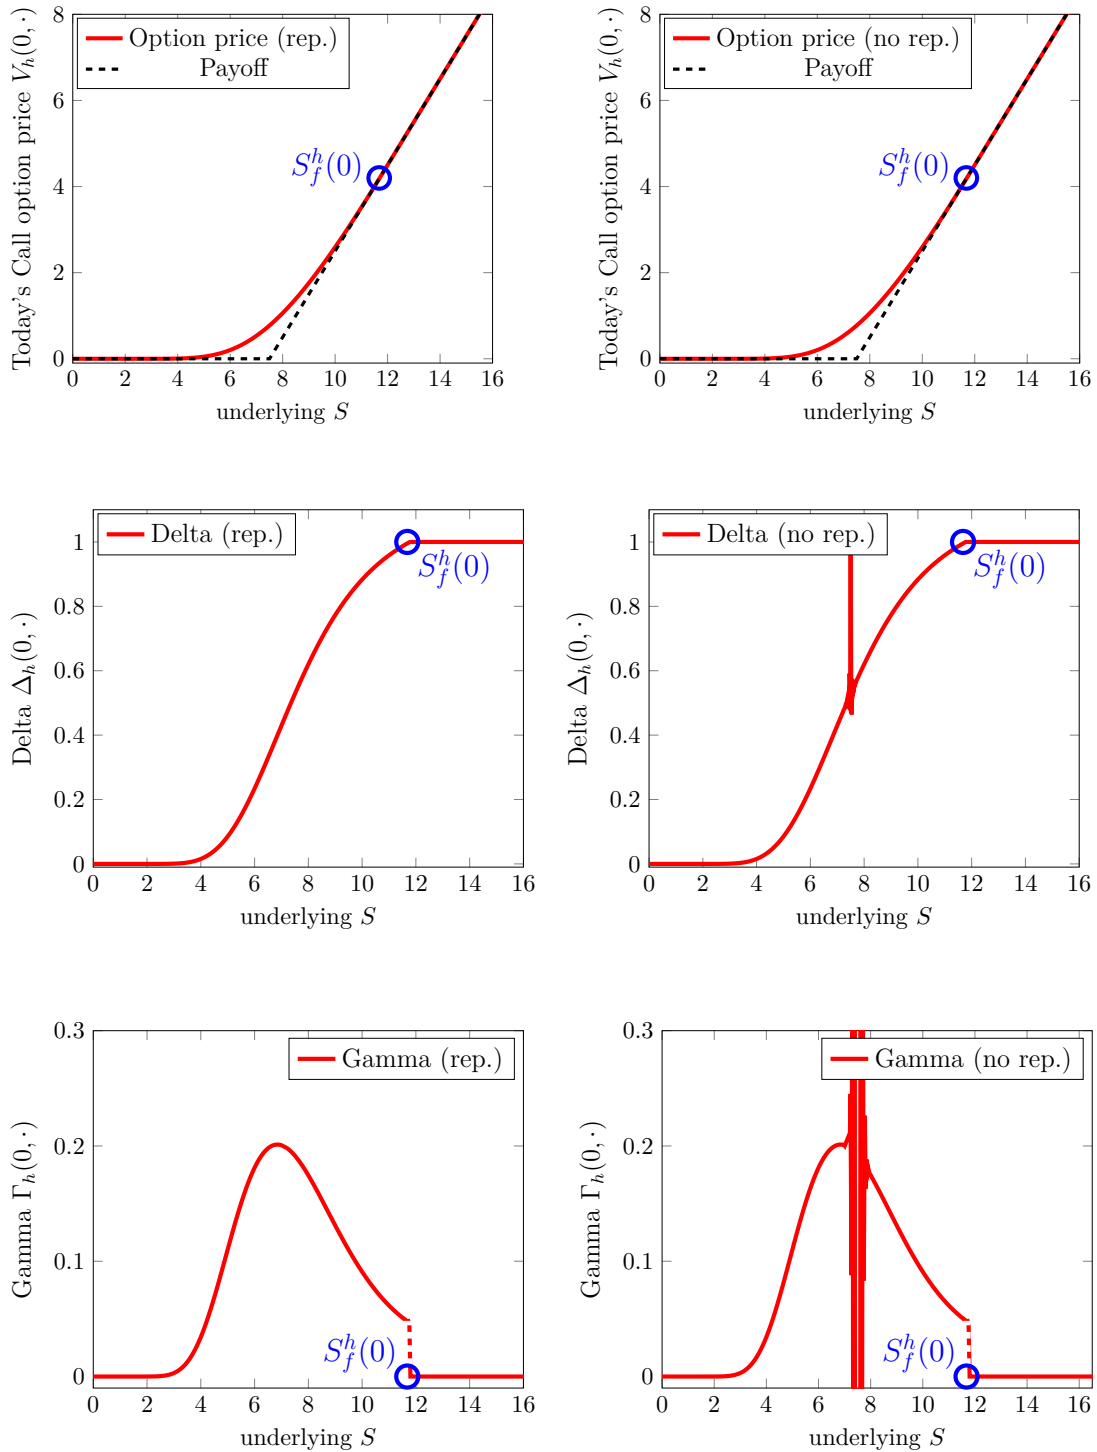 Today's Call option price V_h(0, ·)
8
6
4
2
0
Option price (rep.)
Payoff
S_f^h(0)
0 2 4 6 8 10 12 14 16
underlying S
Today's Call option price V_h(0, ·)
8
6
4
2
0
Option price (no rep.)
Payoff
S_f^h(0)
0 2 4 6 8 10 12 14 16
underlying S
Delta Δ_h(0, ·)
1
0.8
0.6
0.4
0.2
0
Delta (rep.)
S_f^h(0)
0 2 4 6 8 10 12 14 16
underlying S
Delta Δ_h(0, ·)
1
0.8
0.6
0.4
0.2
0
Delta (no rep.)
S_f^h(0)
0 2 4 6 8 10 12 14 16
underlying S
Gamma Γ_h(0, ·)
0.3
0.2
0.1
0
Gamma (rep.)
S_f^h(0)
0 2 4 6 8 10 12 14 16
underlying S
Gamma Γ_h(0, ·)
0.3
0.2
0.1
0
Gamma (no rep.)
S_f^h(0)
0 2 4 6 8 10 12 14 16
underlying S